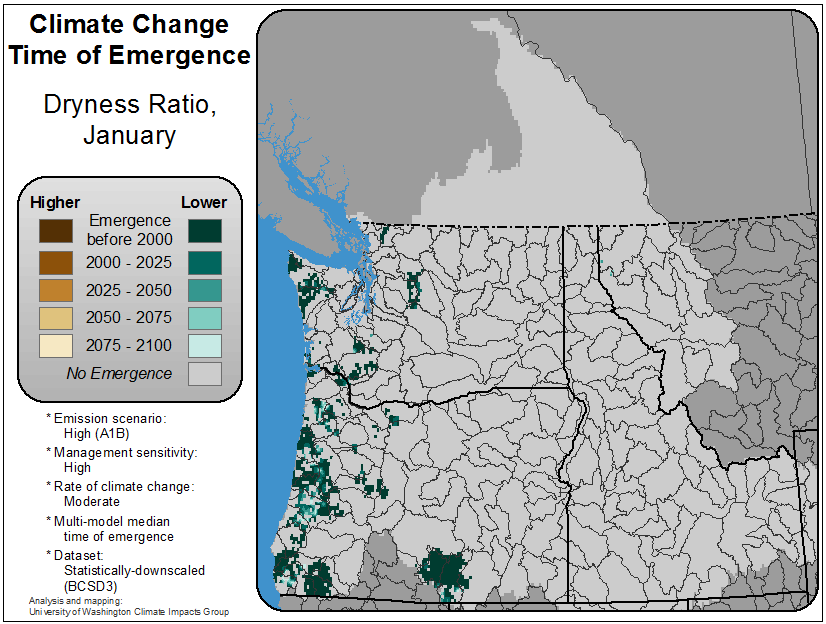 Climate Change
Time of Emergence
Dryness Ratio,
January
Higher
Lower
Emergence
before 2000
2000 - 2025
2025 - 2050
2050 - 2075
2075 - 2100
No Emergence
* Emission scenario:
High (A1B)
* Management sensitivity:
High
* Rate of climate change:
Moderate
* Multi-model median
time of emergence
* Dataset:
Statistically-downscaled
(BCSD3)
Analysis and mapping:
University of Washington Climate Impacts Group